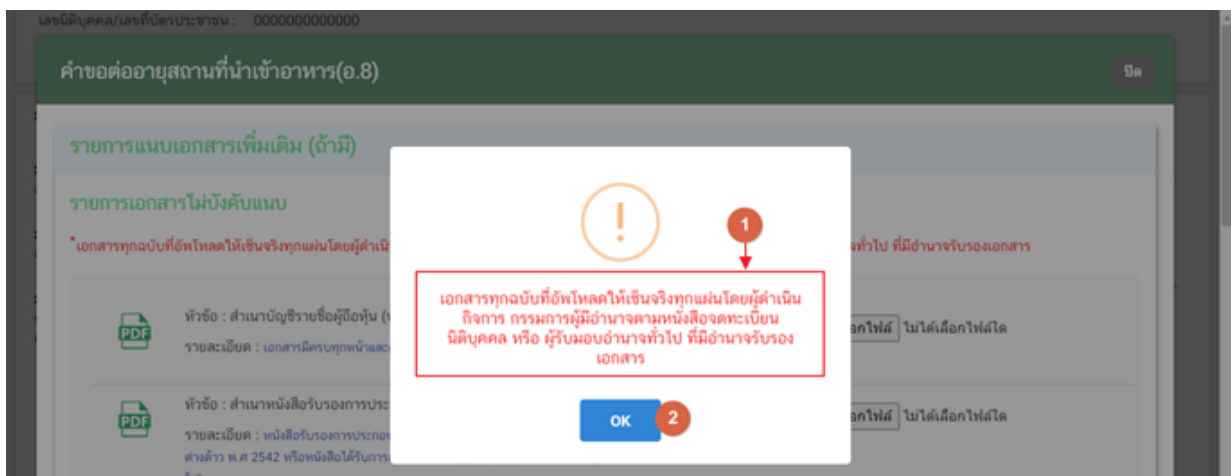 เลขนิติบุคคล/เลขที่บัตรประชาชน : 0000000000000
คำขอต่ออายุสถานที่นำเข้าอาหาร(อ.8)
ปิด
รายการแนบเอกสารเพิ่มเติม (ถ้ามี)
รายการเอกสารไม่บังคับแนบ
*เอกสารทุกฉบับที่อัพโหลดให้เซ็นจริงทุกแผ่นโดยผู้ดำเนิ
ทั่วไป ที่มีอำนาจรับรองเอกสาร
1
เอกสารทุกฉบับที่อัพโหลดให้เซ็นจริงทุกแผ่นโดยผู้ดำเนิน
กิจการ กรรมการผู้มีอำนาจตามหนังสือจดทะเบียน
นิติบุคคล หรือ ผู้รับมอบอำนาจทั่วไป ที่มีอำนาจรับรอง
เอกสาร
OK
2
PDF
หัวข้อ : สำเนาบัญชีรายชื่อผู้ถือหุ้น
รายละเอียด : เอกสารมีครบทุกหน้าและ
อกไฟล์ ไม่ได้เลือกไฟล์ใด
PDF
หัวข้อ : สำเนาหนังสือรับรองการประ
รายละเอียด : หนังสือรับรองการประกอบ
ต่างด้าว พ.ศ 2542 หรือหนังสือได้รับการ
อกไฟล์ ไม่ได้เลือกไฟล์ใด